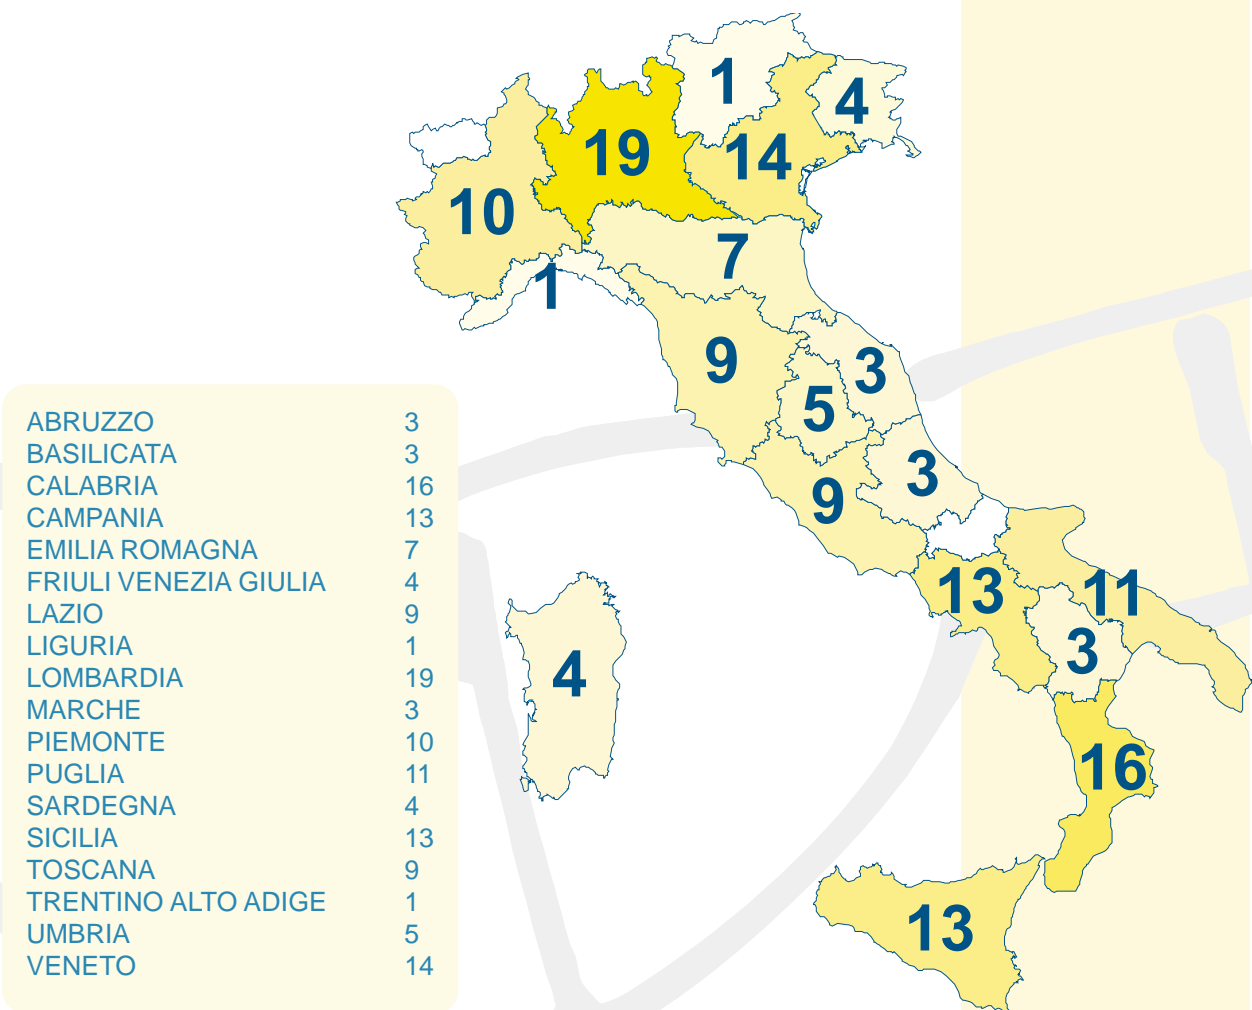 1
4
19
14
10
7
1
9
3
5
3
9
13
11
3
4
16
13
ABRUZZO 3
BASILICATA 3
CALABRIA 16
CAMPANIA 13
EMILIA ROMAGNA 7
FRIULI VENEZIA GIULIA 4
LAZIO 9
LIGURIA 1
LOMBARDIA 19
MARCHE 3
PIEMONTE 10
PUGLIA 11
SARDEGNA 4
SICILIA 13
TOSCANA 9
TRENTINO ALTO ADIGE 1
UMBRIA 5
VENETO 14